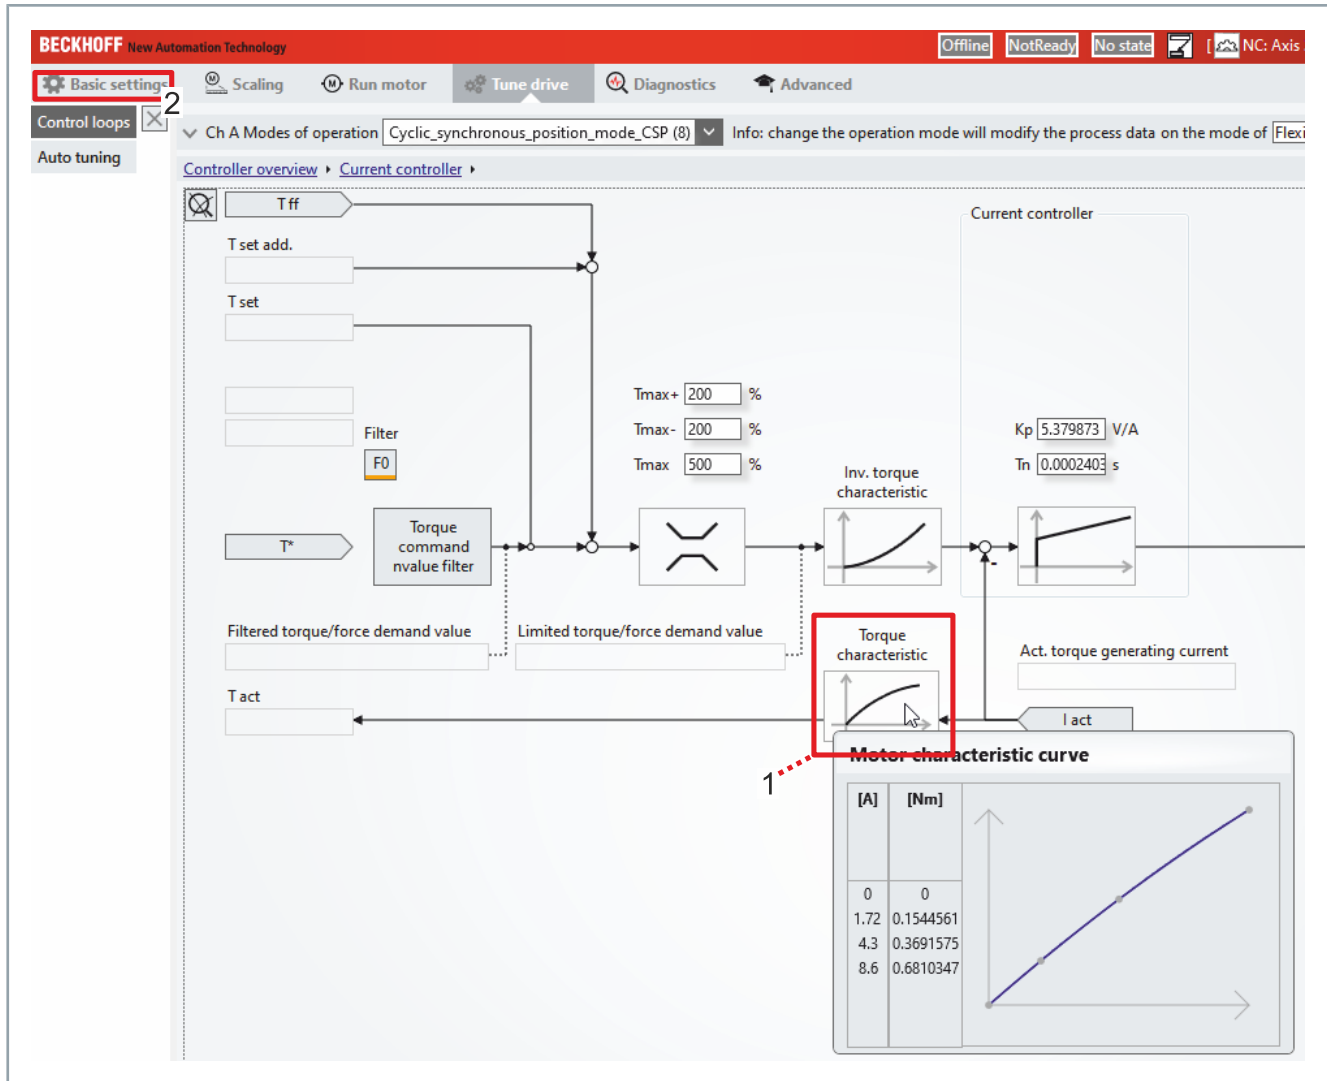 BECKHOFF New Automation Technology
Offline NotReady No state [ NC: Axis
Basic settings Scaling Run motor Tune drive Diagnostics Advanced
2
Control loops
Auto tuning
Ch A Modes of operation Cyclic_synchronous_position_mode_CSP (8) Info: change the operation mode will modify the process data on the mode of Flexi
Controller overview Current controller
T ff
Current controller
T set add.
T set
Tmax+ 200 %
Filter Tmax- 200 % Kp 5.379873 V/A
F0 Tmax 500 % Tn 0.0002403 s
Inv. torque
characteristic
T*
Torque
command
nvalue filter
-
Filtered torque/force demand value Limited torque/force demand value
Torque
characteristic
Act. torque generating current
T act
I act
1
Motor characteristic curve
[A] [Nm]
0 0
1.72 0.1544561
4.3 0.3691575
8.6 0.6810347